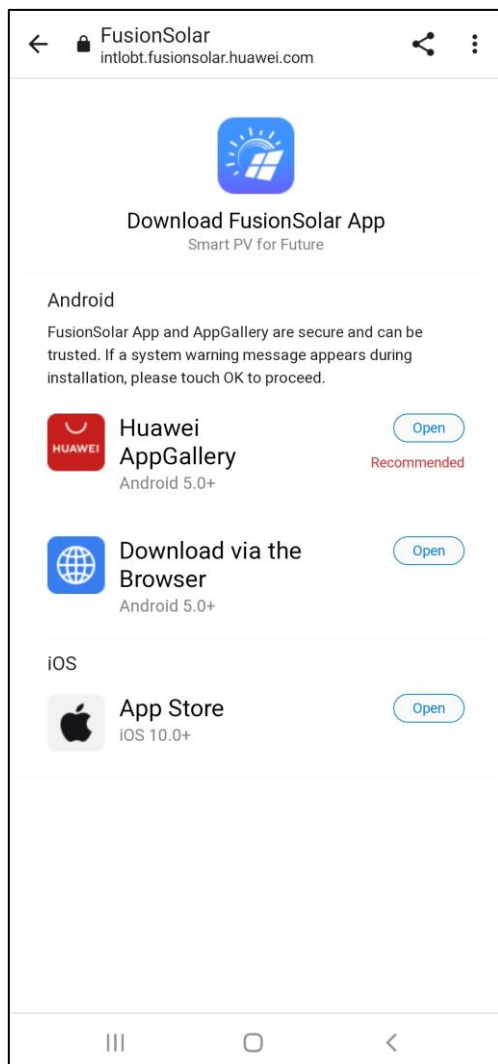 FusionSolar
intlobt.fusionsolar.huawei.com
Download FusionSolar App
Smart PV for Future
Android
FusionSolar App and AppGallery are secure and can be
trusted. If a system warning message appears during
installation, please touch OK to proceed.
HUAWEI
Huawei
AppGallery
Android 5.0+
Open
Recommended
Download via the
Browser
Android 5.0+
Open
iOS
App Store
iOS 10.0+
Open